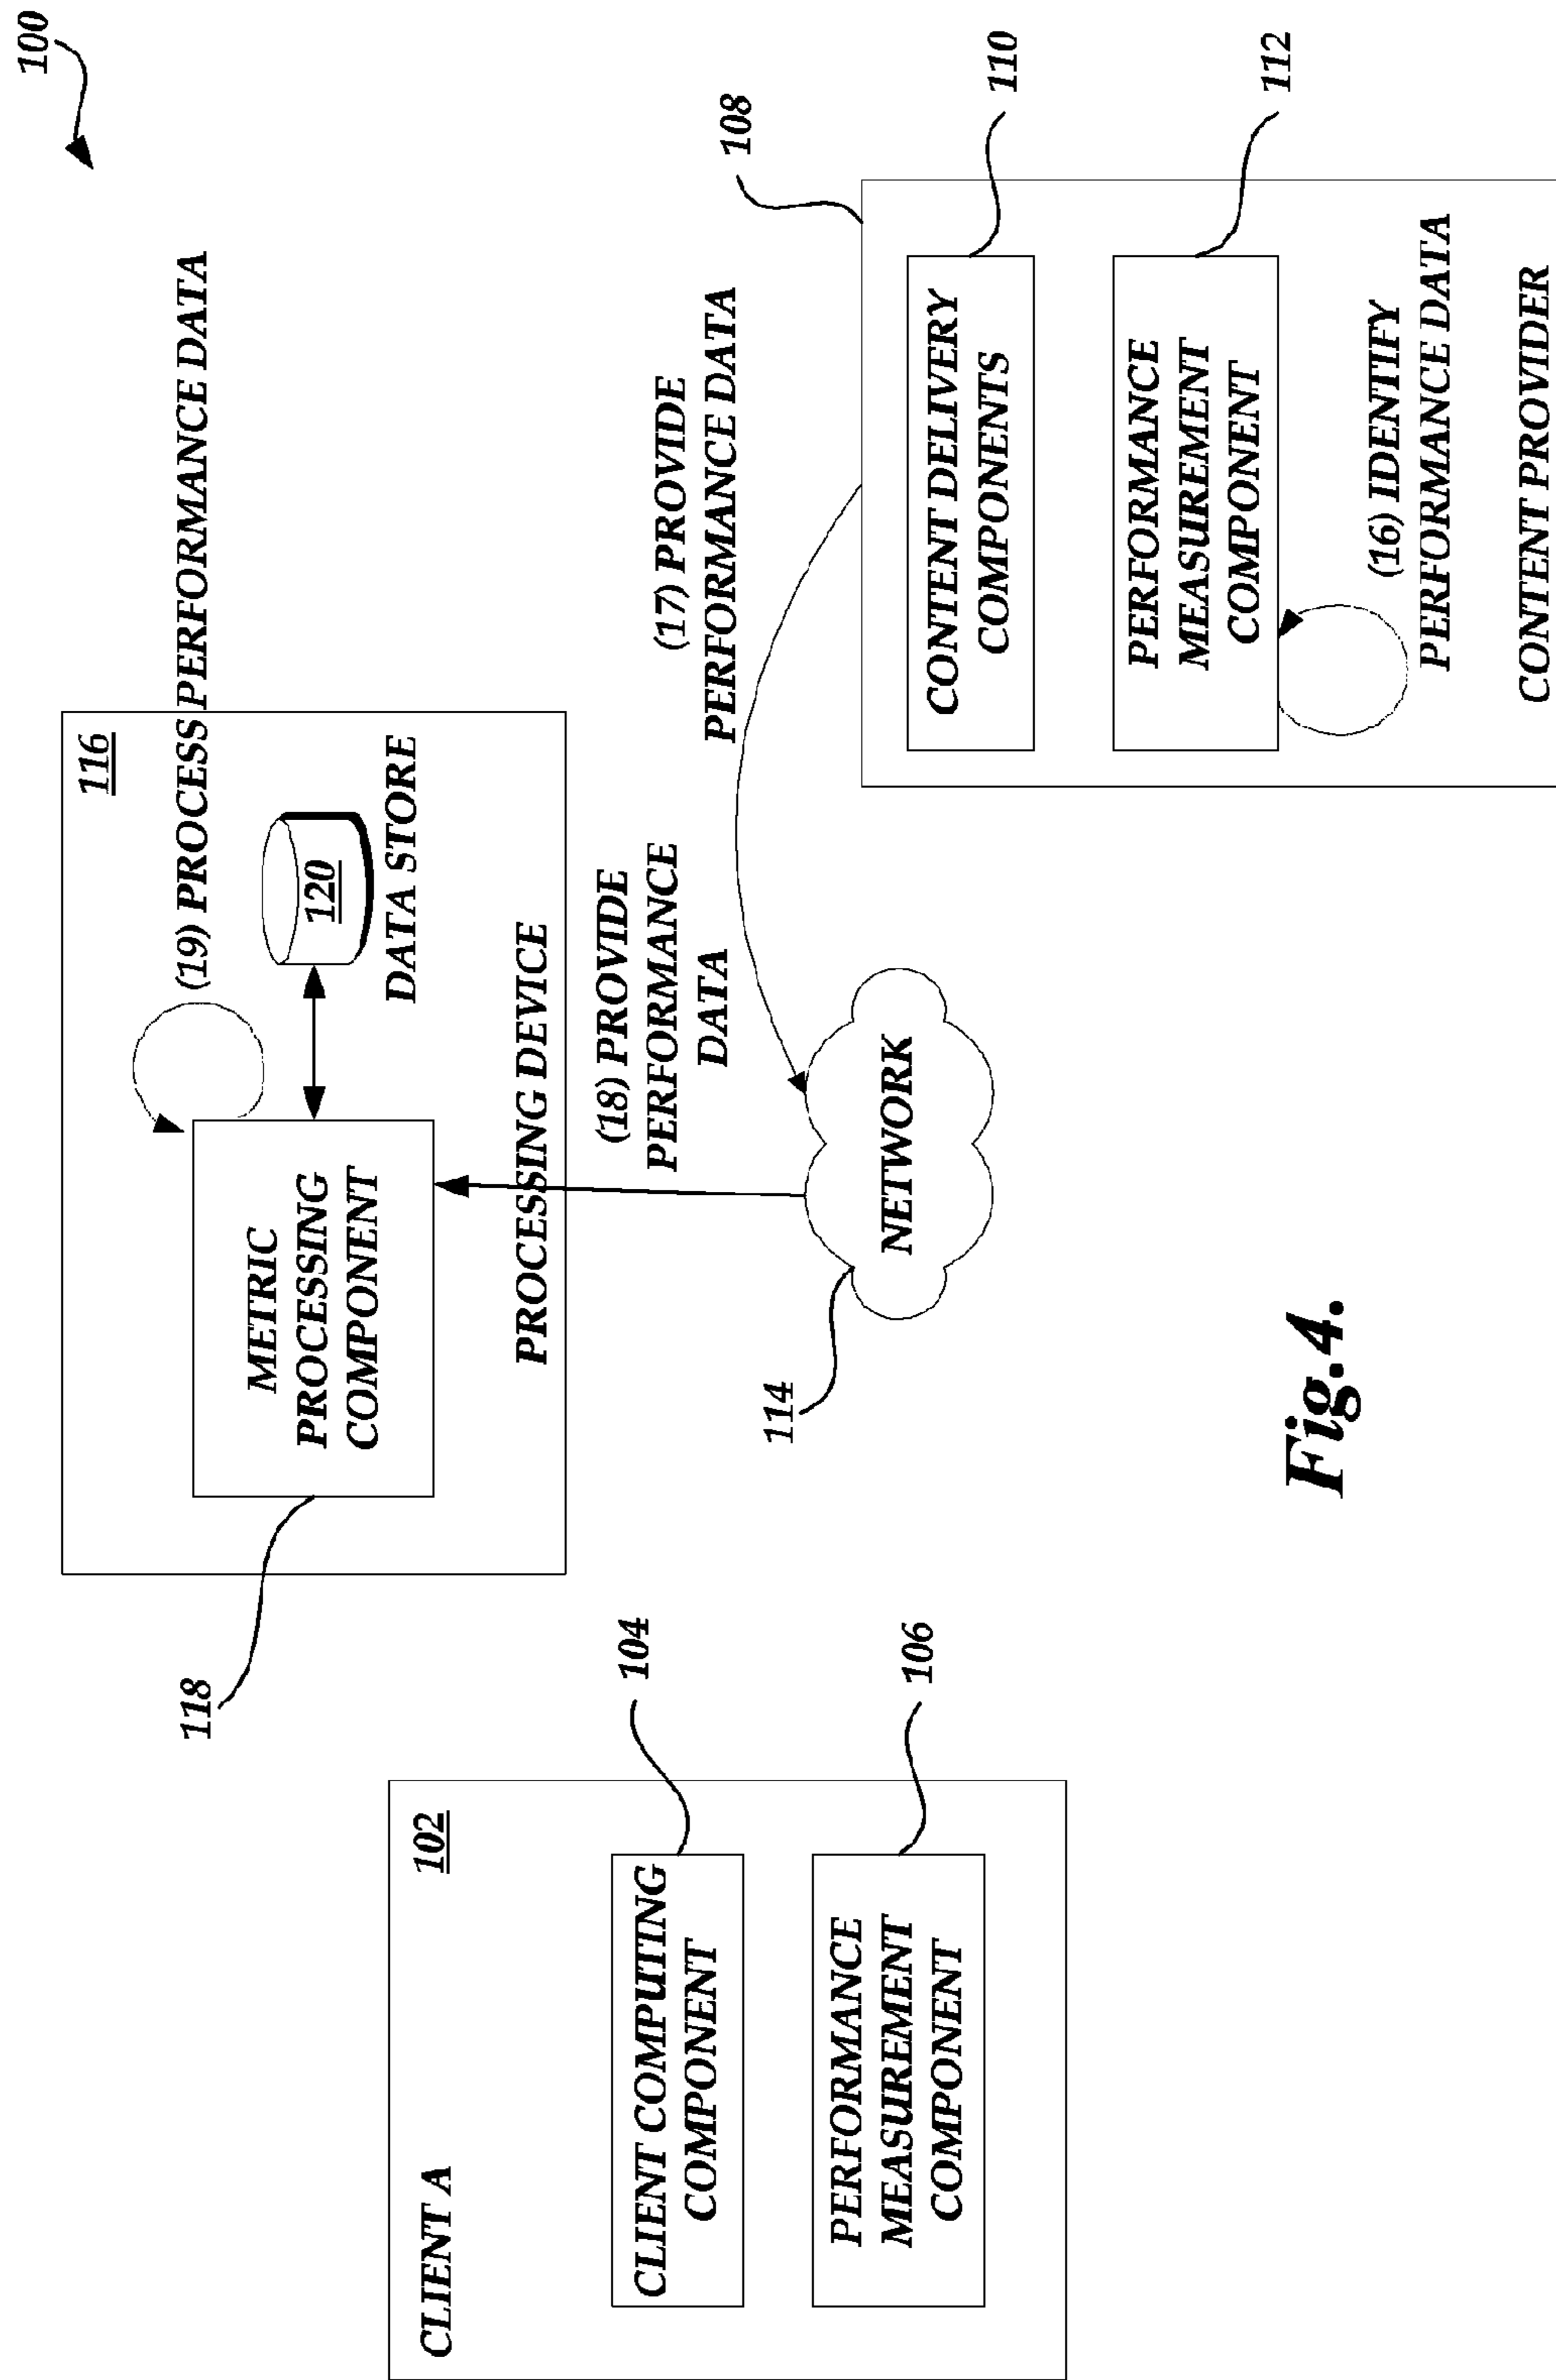 100
116
(19) PROCESS PERFORMANCE DATA
118
METRIC
PROCESSING
COMPONENT
120
DATA STORE
PROCESSING DEVICE
CLIENT A
102
CLIENT COMPUTING
COMPONENT
104
PERFORMANCE
MEASUREMENT
COMPONENT
106
(18) PROVIDE
PERFORMANCE
DATA
(17) PROVIDE
PERFORMANCE DATA
114
NETWORK
108
CONTENT DELIVERY
COMPONENTS
110
PERFORMANCE
MEASUREMENT
COMPONENT
112
(16) IDENTIFY
PERFORMANCE DATA
CONTENT PROVIDER
Fig.4.